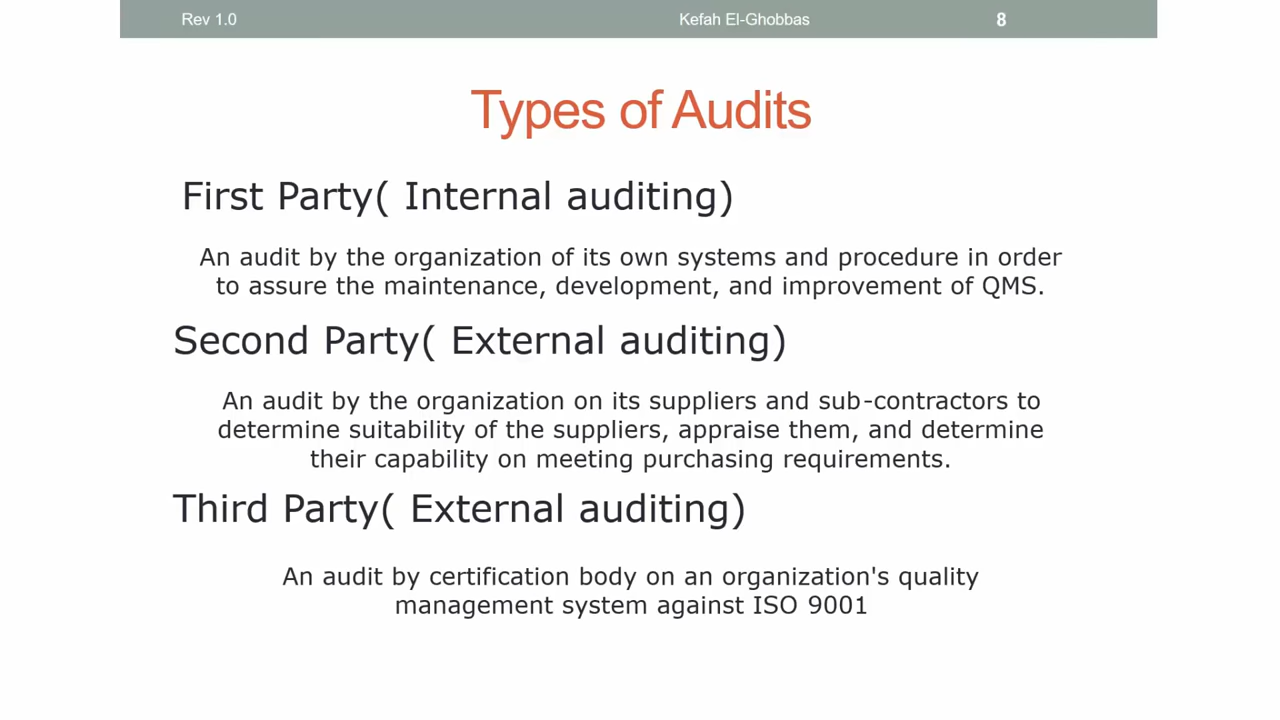 Rev 1.0 Kefah El-Ghobbas 8
Types of Audits
First Party( Internal auditing)
An audit by the organization of its own systems and procedure in order
to assure the maintenance, development, and improvement of QMS.
Second Party( External auditing)
An audit by the organization on its suppliers and sub-contractors to
determine suitability of the suppliers, appraise them, and determine
their capability on meeting purchasing requirements.
Third Party( External auditing)
An audit by certification body on an organization's quality
management system against ISO 9001